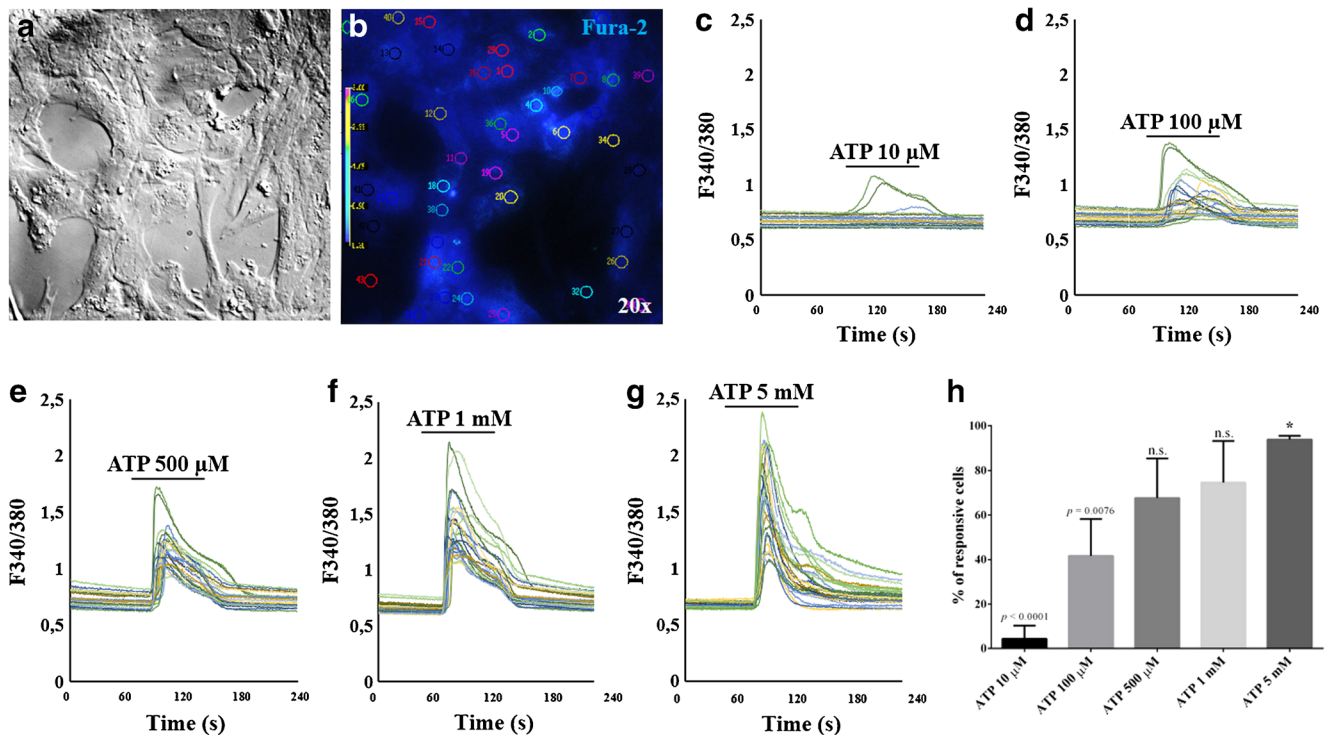 a
b
Fura-2
20x
c
2,5
2
1,5
1
0,5
0
F340/380
ATP 10 µM
0 60 120 180 240
Time (s)
d
2,5
2
1,5
1
0,5
0
F340/380
ATP 100 µM
0 60 120 180 240
Time (s)
e
2,5
2
1,5
1
0,5
0
F340/380
ATP 500 µM
0 60 120 180 240
Time (s)
f
2,5
2
1,5
1
0,5
0
F340/380
ATP 1 mM
0 60 120 180 240
Time (s)
g
2,5
2
1,5
1
0,5
0
F340/380
ATP 5 mM
0 60 120 180 240
Time (s)
h
100
80
60
40
20
0
% of responsive cells
p < 0.0001
p = 0.0076
n.s.
n.s.
*
ATP 10 µM
ATP 100 µM
ATP 500 µM
ATP 1 mM
ATP 5 mM